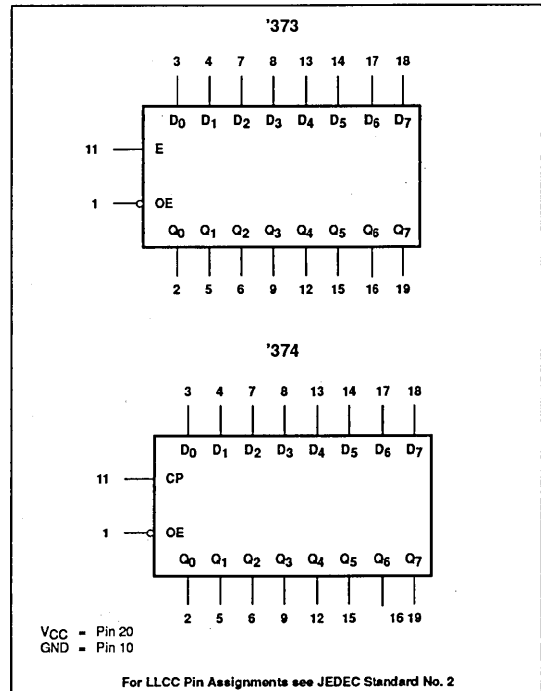 '373
3 4 7 8 13 14 17 18
D0 D1 D2 D3 D4 D5 D6 D7
11 E
1 OE
Q0 Q1 Q2 Q3 Q4 Q5 Q6 Q7
2 5 6 9 12 15 16 19
'374
3 4 7 8 13 14 17 18
D0 D1 D2 D3 D4 D5 D6 D7
11 CP
1 OE
Q0 Q1 Q2 Q3 Q4 Q5 Q6 Q7
2 5 6 9 12 15 16 19
VCC = Pin 20
GND = Pin 10
For LLCC Pin Assignments see JEDEC Standard No. 2